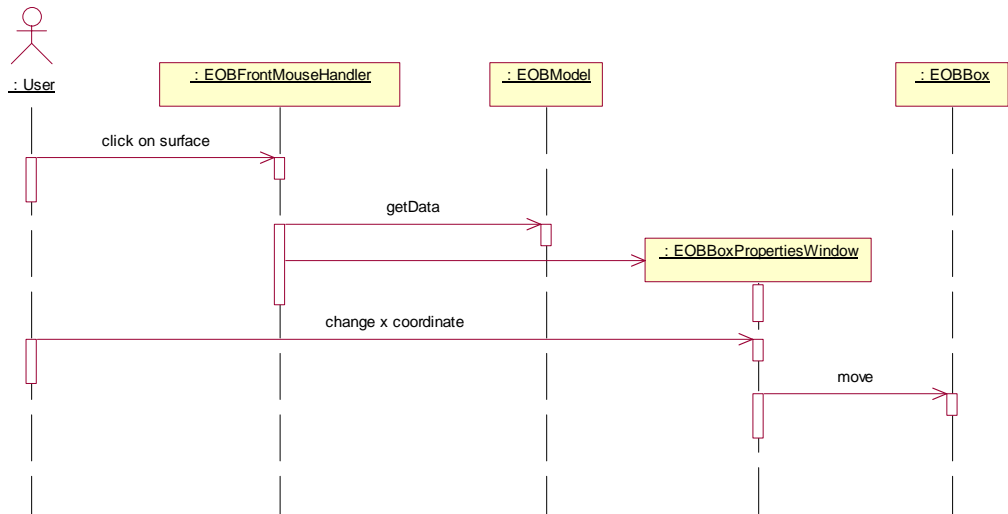 : User
: EOBFrontMouseHandler
: EOBModel
: EOBBox
click on surface
getData
: EOBBoxPropertiesWindow
change x coordinate
move